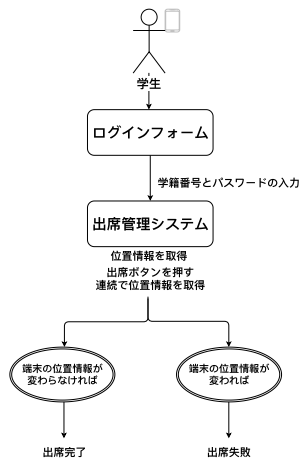 学生
ログインフォーム
学籍番号とパスワードの入力
出席管理システム
位置情報を取得
出席ボタンを押す
連続で位置情報を取得
端末の位置情報が
変わらなければ
端末の位置情報が
変われば
出席完了
出席失敗